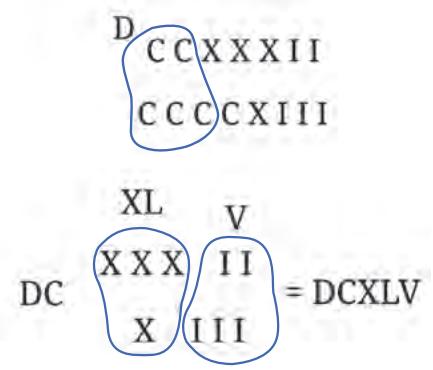 D
C C X X X I I
C C C C X I I I
XL V
X X X I I
DC = DCXLV
X I I I